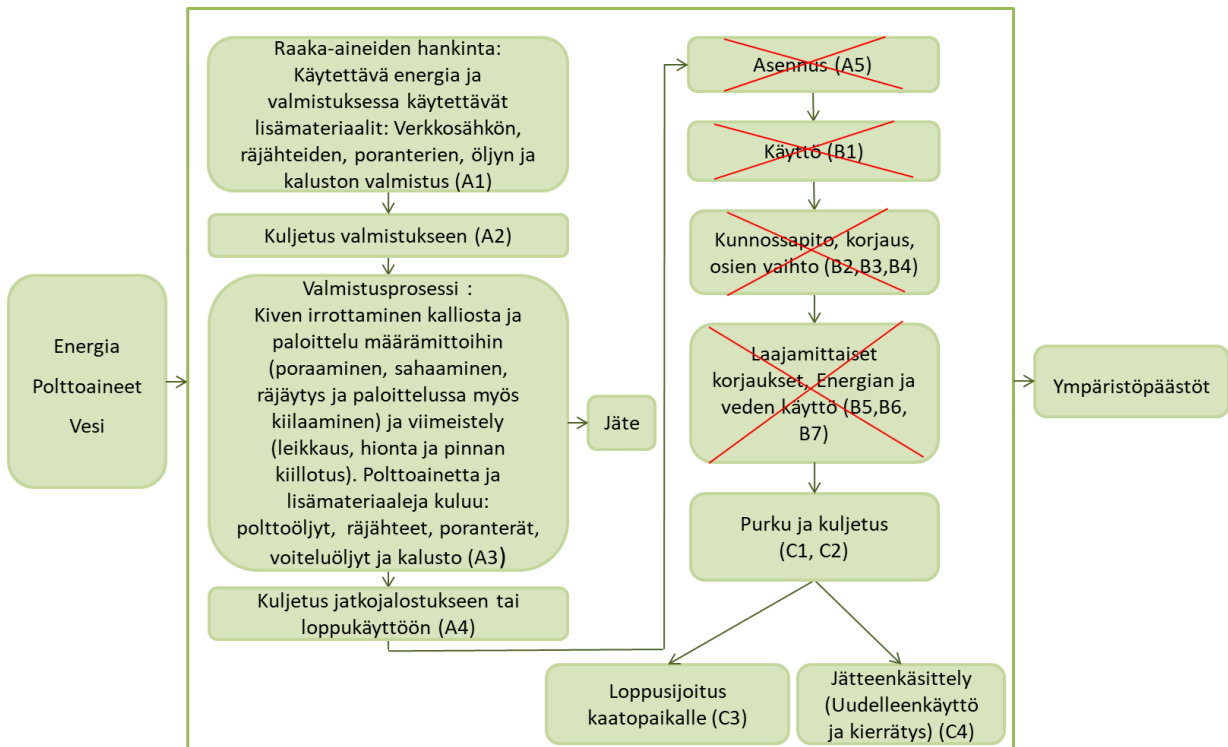 Energia
Polttoaineet
Vesi
Raaka-aineiden hankinta:
Käytettävä energia ja
valmistuksessa käytettävät
lisämateriaalit: Verkkosähkön,
räjähteiden, poranterien, öljyn ja
kaluston valmistus (A1)
Kuljetus valmistukseen (A2)
Valmistusprosessi :
Kiven irrottaminen kalliosta ja
paloittelu määrämittoihin
(poraaminen, sahaaminen,
räjäytys ja paloittelussa myös
kiilaaminen) ja viimeistely
(leikkaus, hionta ja pinnan
kiillotus). Polttoainetta ja
lisämateriaaleja kuluu:
polttoöljyt, räjähteet, poranterät,
voiteluöljyt ja kalusto (A3)
Jäte
Kuljetus jatkojalostukseen tai
loppukäyttöön (A4)
Asennus (A5)
Käyttö (B1)
Kunnossapito, korjaus,
osien vaihto (B2,B3,B4)
Laajamittaiset
korjaukset, Energian ja
veden käyttö (B5,B6,
B7)
Purku ja kuljetus
(C1, C2)
Loppusijoitus
kaatopaikalle (C3)
Jätteenkäsittely
(Uudelleenkäyttö
ja kierrätys) (C4)
Ympäristöpäästöt